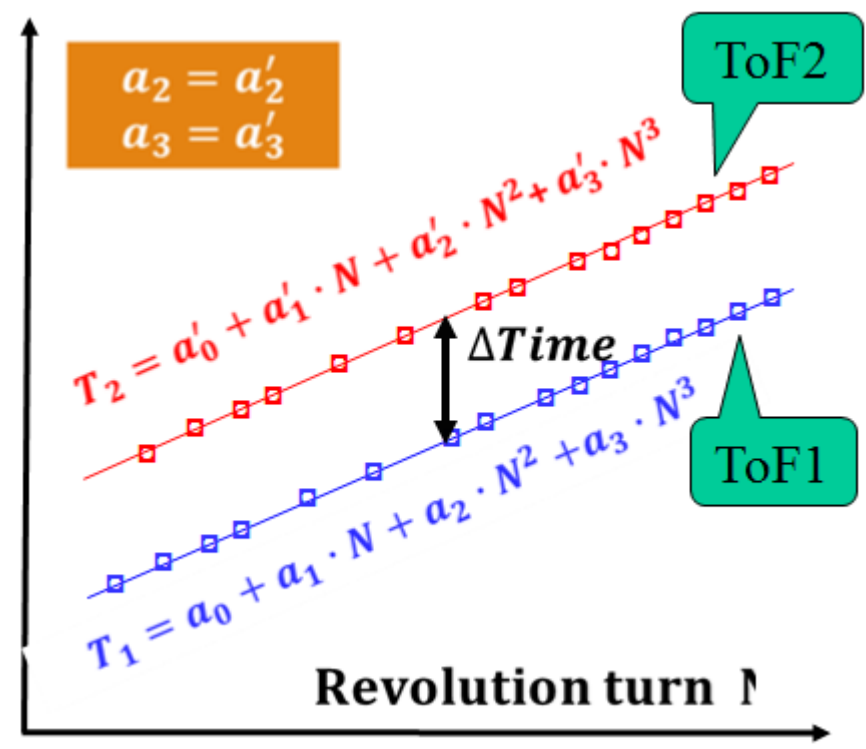 a₂ = a′₂
a₃ = a′₃
ToF2
T₂ = a′₀ + a′₁ · N + a′₂ · N² + a′₃ · N³
ΔTime
ToF1
T₁ = a₀ + a₁ · N + a₂ · N² + a₃ · N³
Revolution turn